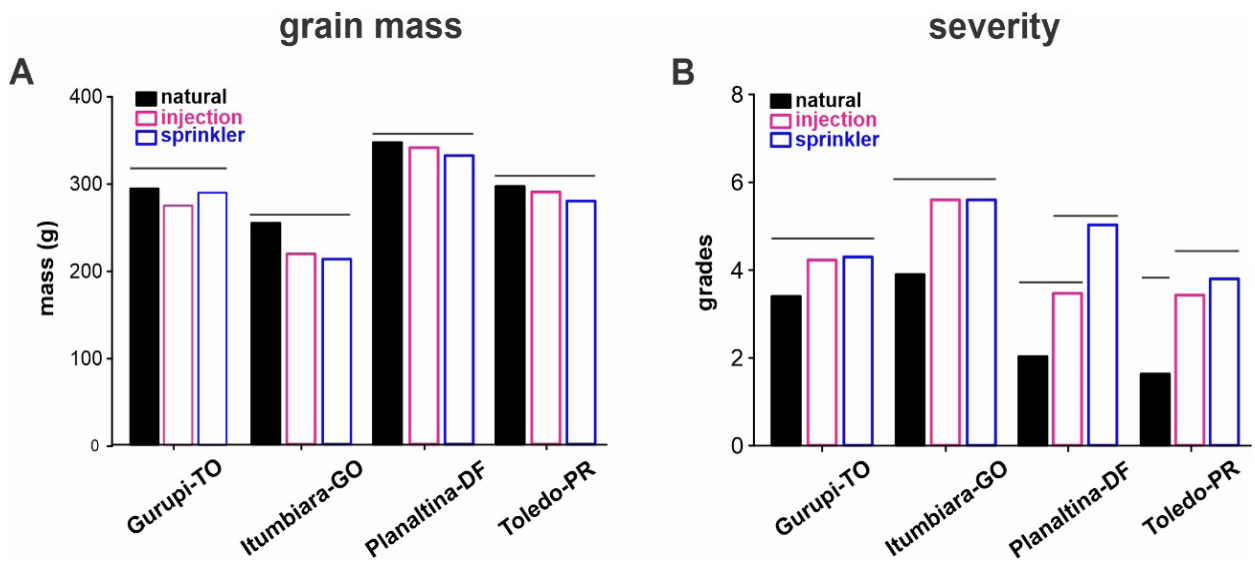 grain mass
A
natural
injection
sprinkler
400
300
200
100
0
mass (g)
Gurupi-TO
Itumbiara-GO
Planaltina-DF
Toledo-PR
severity
B
natural
injection
sprinkler
8
6
4
2
0
grades
Gurupi-TO
Itumbiara-GO
Planaltina-DF
Toledo-PR